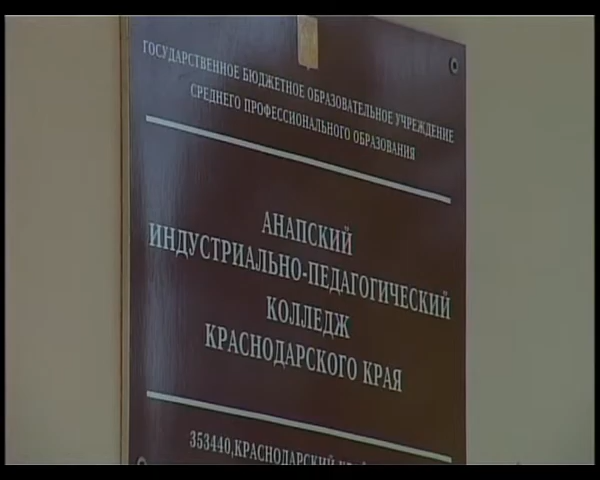 ГОСУДАРСТВЕННОЕ БЮДЖЕТНОЕ ОБРАЗОВАТЕЛЬНОЕ УЧРЕЖДЕНИЕ
СРЕДНЕГО ПРОФЕССИОНАЛЬНОГО ОБРАЗОВАНИЯ
АНАПСКИЙ
ИНДУСТРИАЛЬНО-ПЕДАГОГИЧЕСКИЙ
КОЛЛЕДЖ
КРАСНОДАРСКОГО КРАЯ
353440,КРАСНОДАРСКИЙ